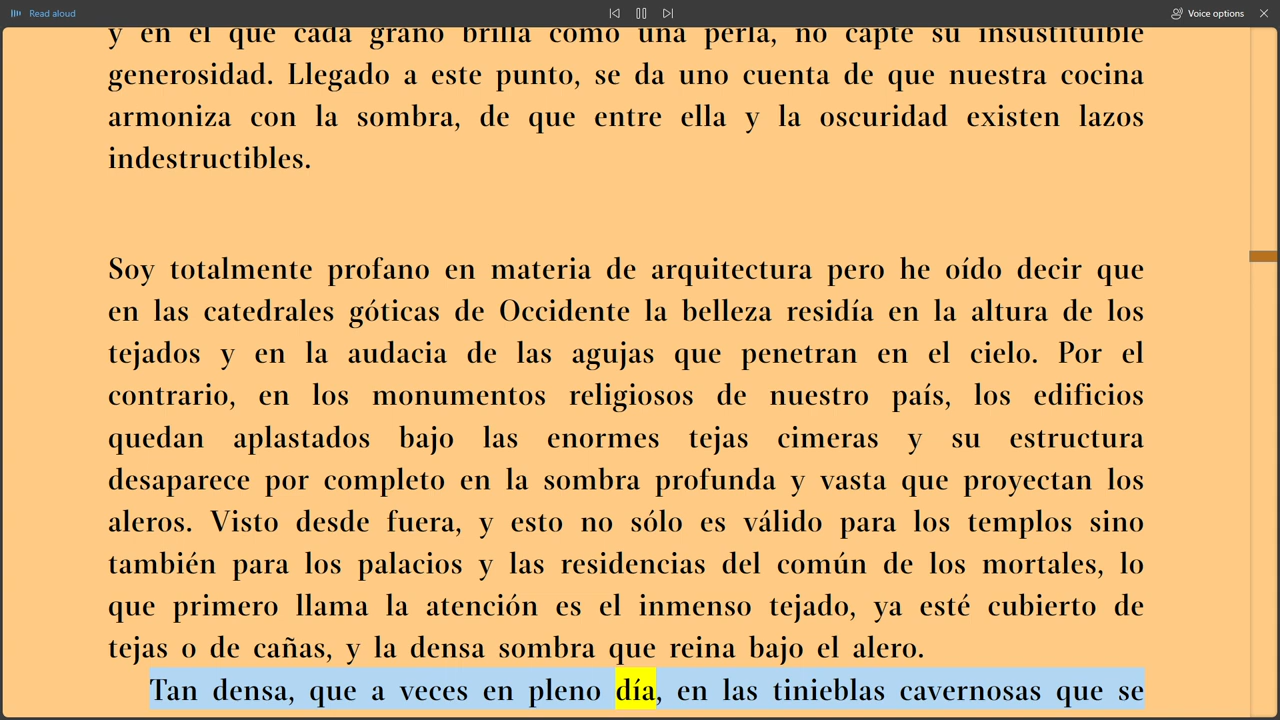 Read aloud
Voice options
y en el que cada grano brilla como una perla, no capte su insustituible
generosidad. Llegado a este punto, se da uno cuenta de que nuestra cocina
armoniza con la sombra, de que entre ella y la oscuridad existen lazos
indestructibles.
Soy totalmente profano en materia de arquitectura pero he oído decir que
en las catedrales góticas de Occidente la belleza residía en la altura de los
tejados y en la audacia de las agujas que penetran en el cielo. Por el
contrario, en los monumentos religiosos de nuestro país, los edificios
quedan aplastados bajo las enormes tejas cimeras y su estructura
desaparece por completo en la sombra profunda y vasta que proyectan los
aleros. Visto desde fuera, y esto no sólo es válido para los templos sino
también para los palacios y las residencias del común de los mortales, lo
que primero llama la atención es el inmenso tejado, ya esté cubierto de
tejas o de cañas, y la densa sombra que reina bajo el alero.
Tan densa, que a veces en pleno día, en las tinieblas cavernosas que se